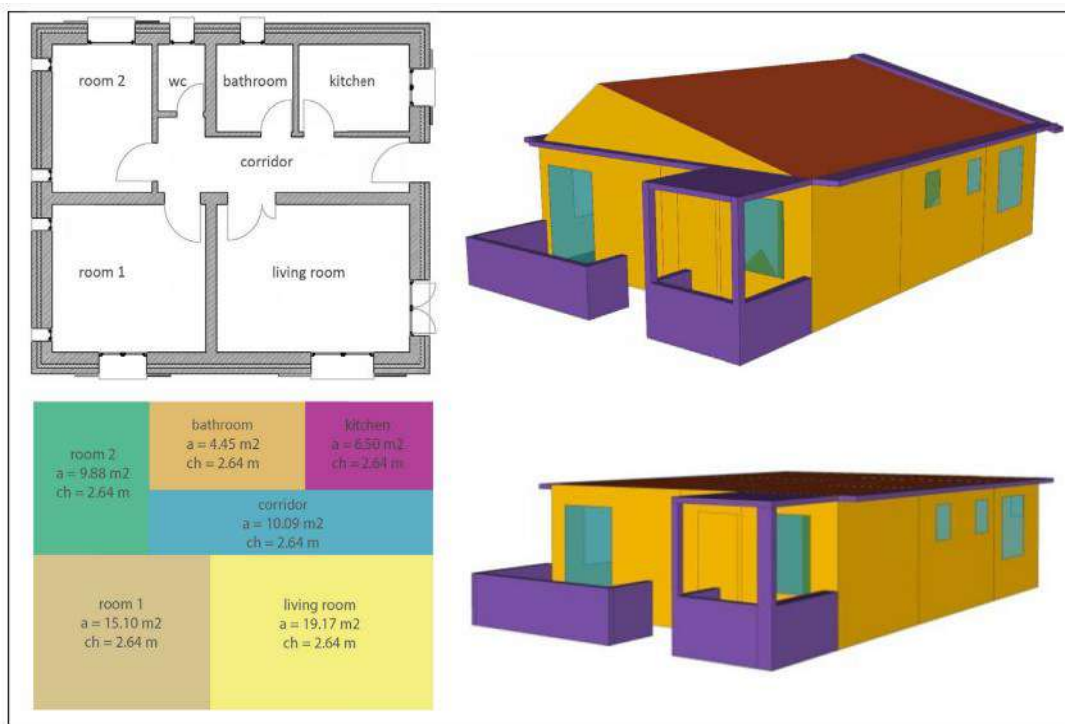 room 2
wc
bathroom
kitchen
corridor
room 1
living room
room 2
a = 9.88 m2
ch = 2.64 m
bathroom
a = 4.45 m2
ch = 2.64 m
kitchen
a = 6.50 m2
ch = 2.64 m
corridor
a = 10.09 m2
ch = 2.64 m
room 1
a = 15.10 m2
ch = 2.64 m
living room
a = 19.17 m2
ch = 2.64 m